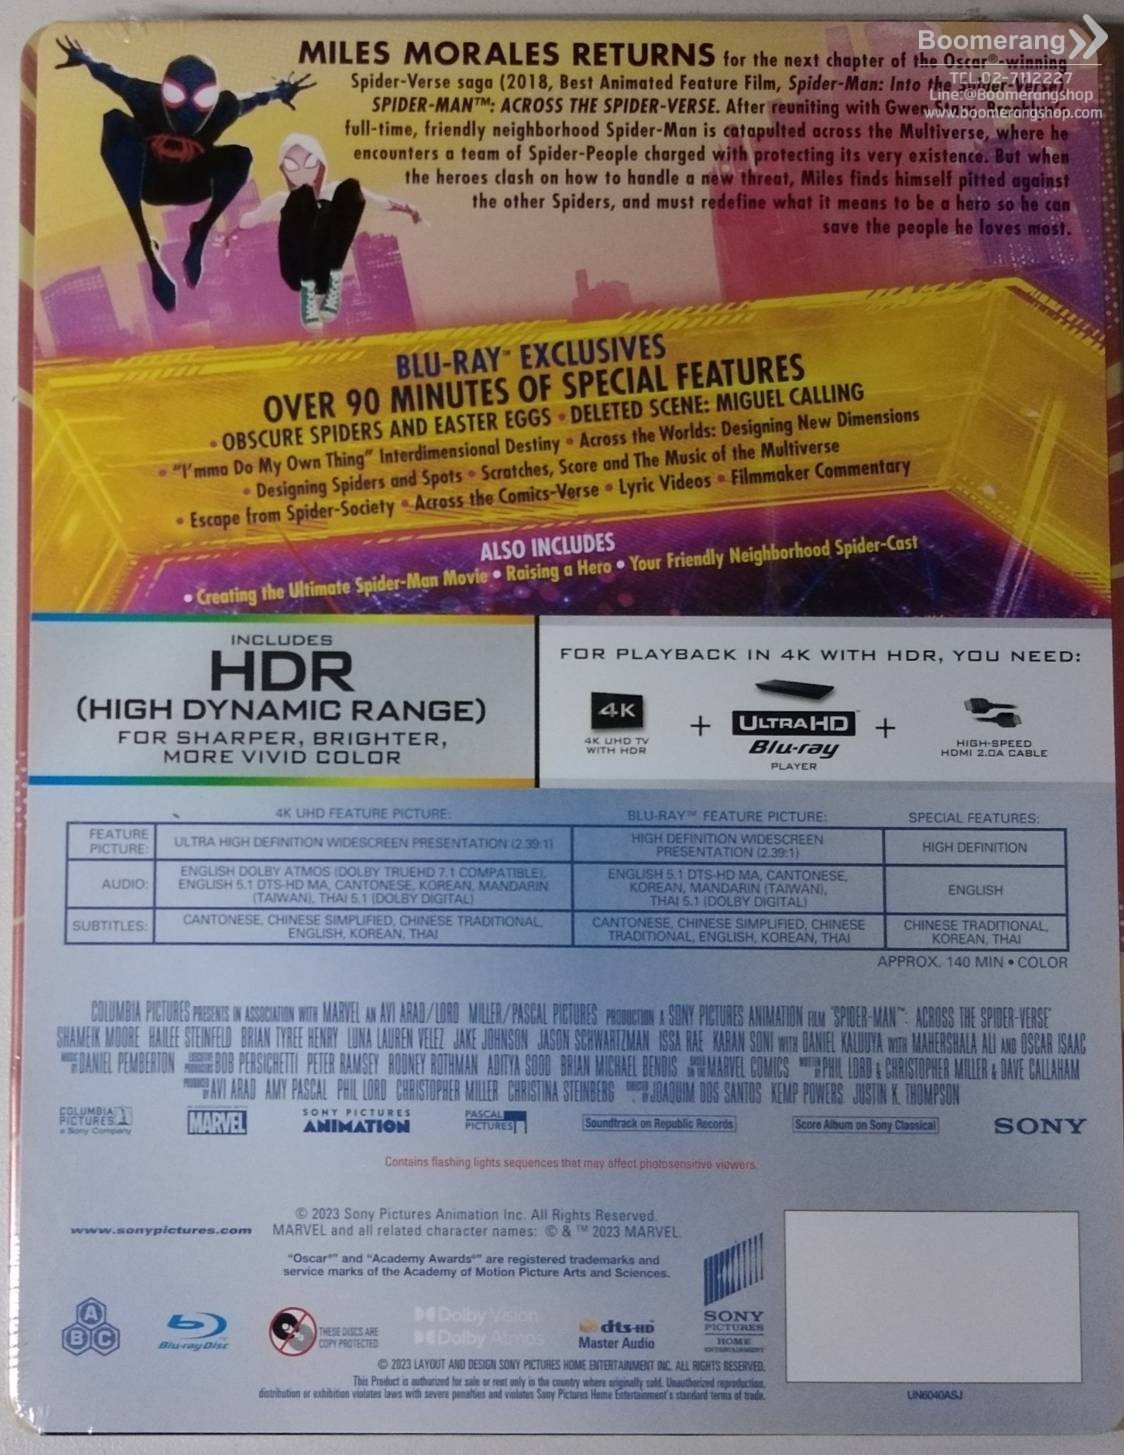 Boomerang
TEL.02-7112227
Line:@Boomerangshop
www.boomerangshop.com
MILES MORALES RETURNS for the next chapter of the Oscar®-winning
Spider-Verse saga (2018, Best Animated Feature Film, Spider-Man: Into the Spider-Verse),
SPIDER-MAN™: ACROSS THE SPIDER-VERSE. After reuniting with Gwen Stacy, Brooklyn's
full-time, friendly neighborhood Spider-Man is catapulted across the Multiverse, where he
encounters a team of Spider-People charged with protecting its very existence. But when
the heroes clash on how to handle a new threat, Miles finds himself pitted against
the other Spiders, and must redefine what it means to be a hero so he can
save the people he loves most.
BLU-RAY™ EXCLUSIVES
OVER 90 MINUTES OF SPECIAL FEATURES
• OBSCURE SPIDERS AND EASTER EGGS • DELETED SCENE: MIGUEL CALLING
• "I'mma Do My Own Thing" Interdimensional Destiny • Across the Worlds: Designing New Dimensions
• Designing Spiders and Spots • Scratches, Score and The Music of the Multiverse
• Escape from Spider-Society • Across the Comics-Verse • Lyric Videos • Filmmaker Commentary
ALSO INCLUDES
• Creating the Ultimate Spider-Man Movie • Raising a Hero • Your Friendly Neighborhood Spider-Cast
INCLUDES
HDR
(HIGH DYNAMIC RANGE)
FOR SHARPER, BRIGHTER,
MORE VIVID COLOR
FOR PLAYBACK IN 4K WITH HDR, YOU NEED:
4K
4K UHD TV
WITH HDR
+
ULTRA HD
Blu-ray
PLAYER
+
HIGH-SPEED
HDMI 2.0A CABLE
4K UHD FEATURE PICTURE: BLU-RAY™ FEATURE PICTURE: SPECIAL FEATURES:
FEATURE
PICTURE:
ULTRA HIGH DEFINITION WIDESCREEN PRESENTATION (2.39:1)
HIGH DEFINITION WIDESCREEN
PRESENTATION (2.39:1)
HIGH DEFINITION
AUDIO:
ENGLISH DOLBY ATMOS (DOLBY TRUEHD 7.1 COMPATIBLE),
ENGLISH 5.1 DTS-HD MA, CANTONESE, KOREAN, MANDARIN
(TAIWAN), THAI 5.1 (DOLBY DIGITAL)
ENGLISH 5.1 DTS-HD MA, CANTONESE,
KOREAN, MANDARIN (TAIWAN),
THAI 5.1 (DOLBY DIGITAL)
ENGLISH
SUBTITLES:
CANTONESE, CHINESE SIMPLIFIED, CHINESE TRADITIONAL,
ENGLISH, KOREAN, THAI
CANTONESE, CHINESE SIMPLIFIED, CHINESE
TRADITIONAL, ENGLISH, KOREAN, THAI
CHINESE TRADITIONAL,
KOREAN, THAI
APPROX. 140 MIN • COLOR
COLUMBIA PICTURES PRESENTS IN ASSOCIATION WITH MARVEL AN AVI ARAD/LORD MILLER/PASCAL PICTURES PRODUCTION A SONY PICTURES ANIMATION FILM "SPIDER-MAN™: ACROSS THE SPIDER-VERSE"
SHAMEIK MOORE HAILEE STEINFELD BRIAN TYREE HENRY LUNA LAUREN VELEZ JAKE JOHNSON JASON SCHWARTZMAN ISSA RAE KARAN SONI WITH DANIEL KALUUYA WITH MAHERSHALA ALI AND OSCAR ISAAC
DANIEL PEMBERTON BOB PERSICHETTI PETER RAMSEY RODNEY ROTHMAN ADITYA SOOD BRIAN MICHAEL BENDIS MARVEL COMICS PHIL LORD & CHRISTOPHER MILLER & DAVE CALLAHAM
AVI ARAD AMY PASCAL PHIL LORD CHRISTOPHER MILLER CHRISTINA STEINBERG JOAQUIM DOS SANTOS KEMP POWERS JUSTIN K. THOMPSON
COLUMBIA
PICTURES
a Sony Company
MARVEL
SONY PICTURES
ANIMATION
PASCAL
PICTURES
Soundtrack on Republic Records
Score Album on Sony Classical
SONY
Contains flashing lights sequences that may affect photosensitive viewers.
www.sonypictures.com
© 2023 Sony Pictures Animation Inc. All Rights Reserved.
MARVEL and all related character names: © & ™ 2023 MARVEL.
"Oscar®" and "Academy Awards®" are registered trademarks and
service marks of the Academy of Motion Picture Arts and Sciences.
A
B C
Blu-ray Disc
THESE DISCS ARE
COPY PROTECTED
Dolby Vision
Dolby Atmos
dts-HD
Master Audio
SONY
PICTURES
HOME
ENTERTAINMENT
© 2023 LAYOUT AND DESIGN SONY PICTURES HOME ENTERTAINMENT INC. ALL RIGHTS RESERVED.
This Product is authorized for sale or rent only in the country where originally sold. Unauthorized reproduction,
distribution or exhibition violates laws with severe penalties and violates Sony Pictures Home Entertainment's standard terms of trade.
UN6040ASJ